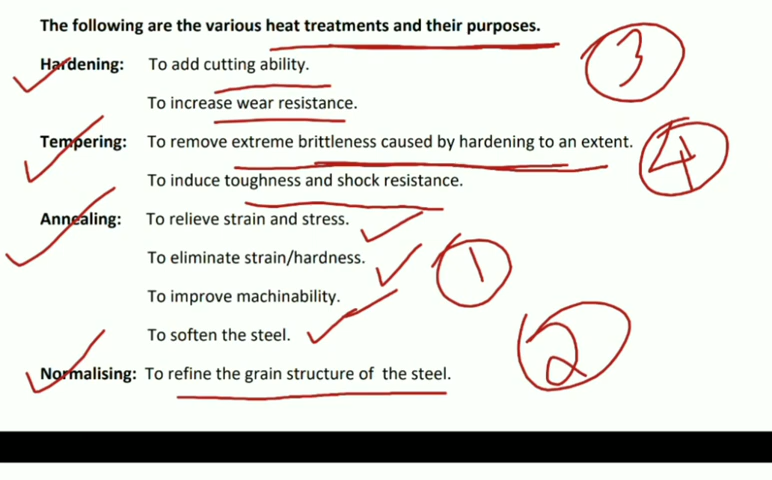 The following are the various heat treatments and their purposes.
Hardening: To add cutting ability.
3
To increase wear resistance.
Tempering: To remove extreme brittleness caused by hardening to an extent.
4
To induce toughness and shock resistance.
Annealing: To relieve strain and stress.
To eliminate strain/hardness.
1
To improve machinability.
To soften the steel.
2
Normalising: To refine the grain structure of the steel.